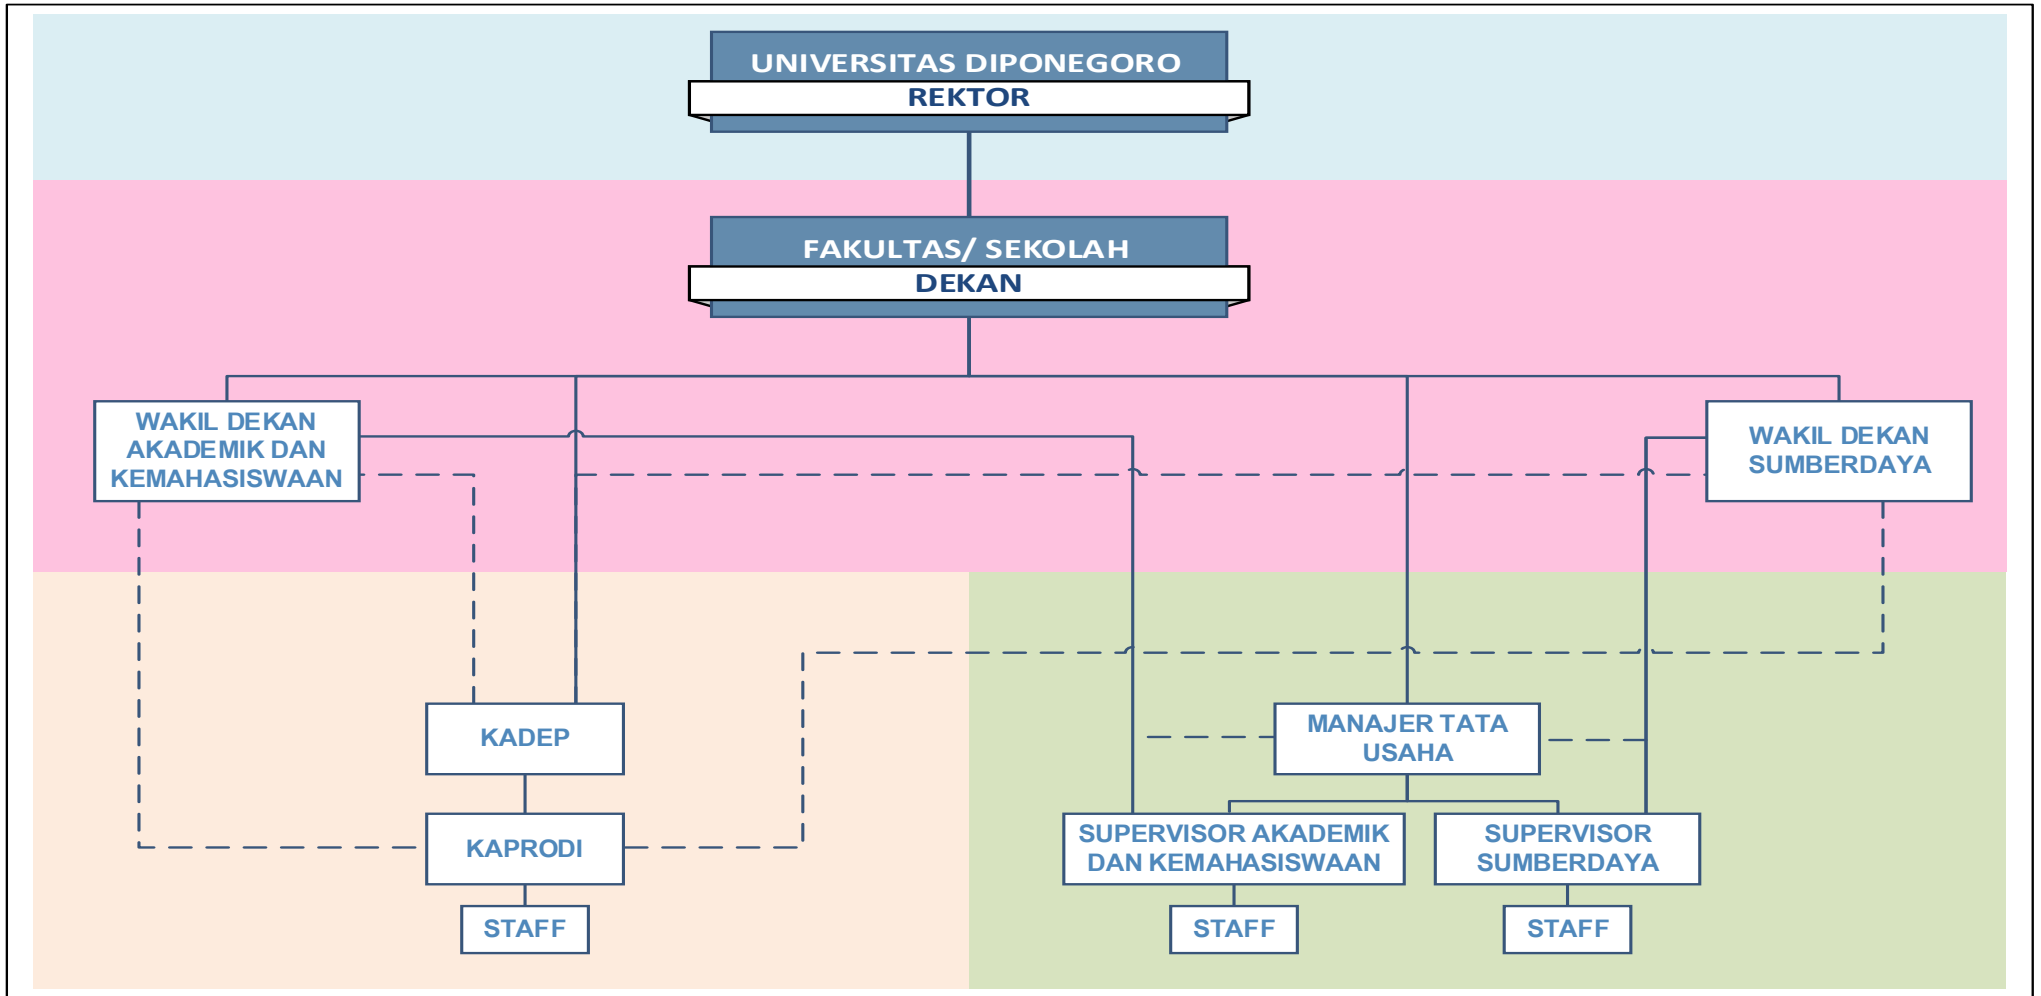 UNIVERSITAS DIPONEGORO
REKTOR
FAKULTAS/ SEKOLAH
DEKAN
WAKIL DEKAN
AKADEMIK DAN
KEMAHASISWAAN
WAKIL DEKAN
SUMBERDAYA
KADEP
MANAJER TATA
USAHA
KAPRODI
SUPERVISOR AKADEMIK
DAN KEMAHASISWAAN
SUPERVISOR
SUMBERDAYA
STAFF
STAFF
STAFF